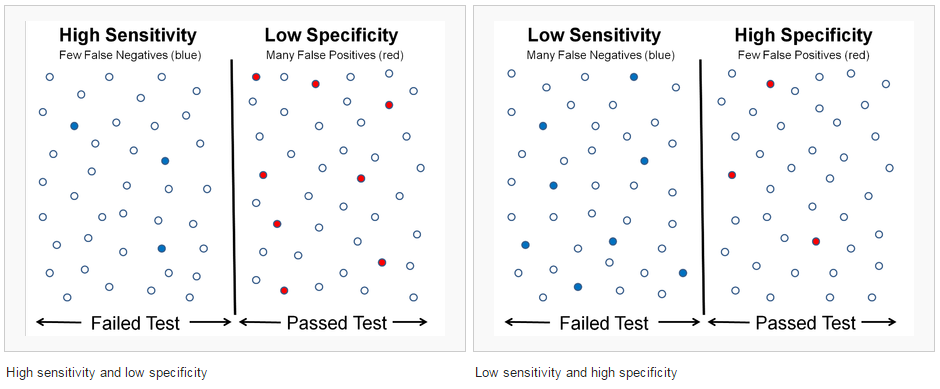 High Sensitivity
Few False Negatives (blue)
Low Specificity
Many False Positives (red)
Failed Test
Passed Test
High sensitivity and low specificity
Low Sensitivity
Many False Negatives (blue)
High Specificity
Few False Positives (red)
Failed Test
Passed Test
Low sensitivity and high specificity